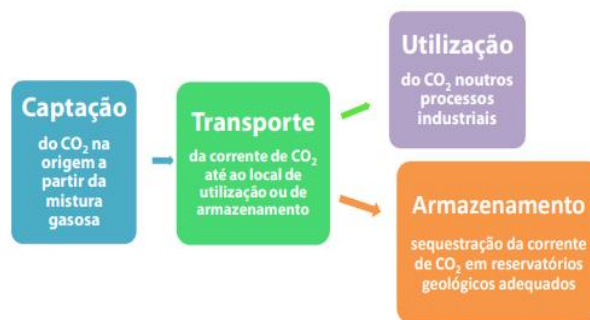 Captação
do CO₂ na
origem a
partir da
mistura
gasosa
Transporte
da corrente de CO₂
até ao local de
utilização ou de
armazenamento
Utilização
do CO₂ noutros
processos
industriais
Armazenamento
sequestração da corrente
de CO₂ em reservatórios
geológicos adequados